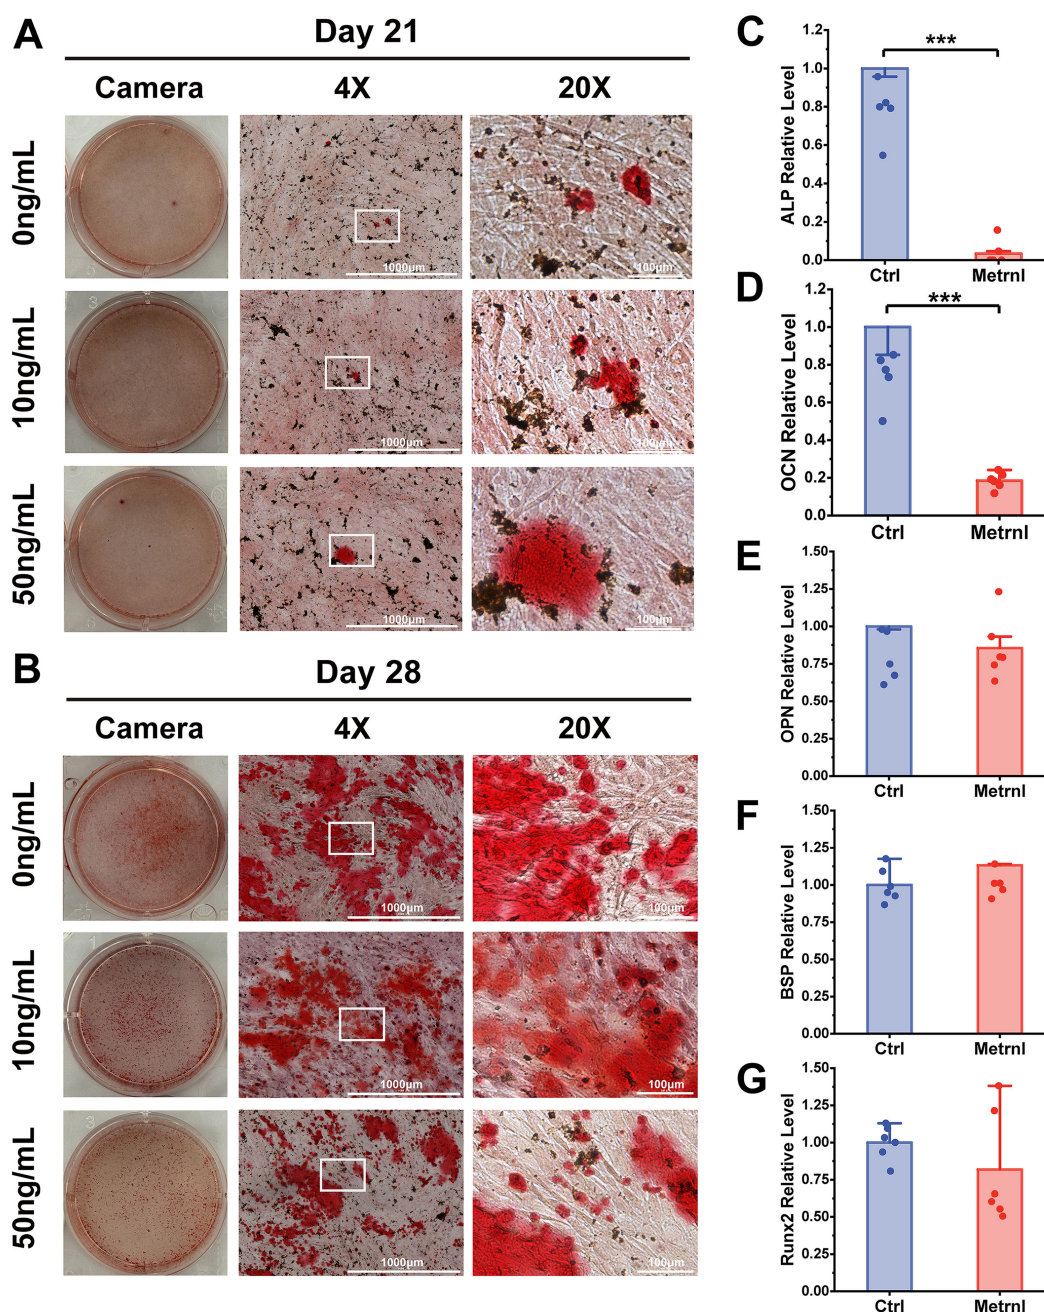 A
Day 21
Camera 4X 20X
0ng/mL
1000μm 100μm
10ng/mL
3
1000μm 100μm
50ng/mL
1000μm 100μm
B
Day 28
Camera 4X 20X
0ng/mL
1000μm 100μm
10ng/mL
1
1000μm 100μm
50ng/mL
3
1000μm 100μm
C
ALP Relative Level
1.2
1.0
0.8
0.6
0.4
0.2
0.0
***
Ctrl Metrnl
D
OCN Relative Level
1.2
1.0
0.8
0.6
0.4
0.2
0.0
***
Ctrl Metrnl
E
OPN Relative Level
1.50
1.25
1.00
0.75
0.50
0.25
0.00
Ctrl Metrnl
F
BSP Relative Level
1.50
1.25
1.00
0.75
0.50
0.25
0.00
Ctrl Metrnl
G
Runx2 Relative Level
1.50
1.25
1.00
0.75
0.50
0.25
0.00
Ctrl Metrnl